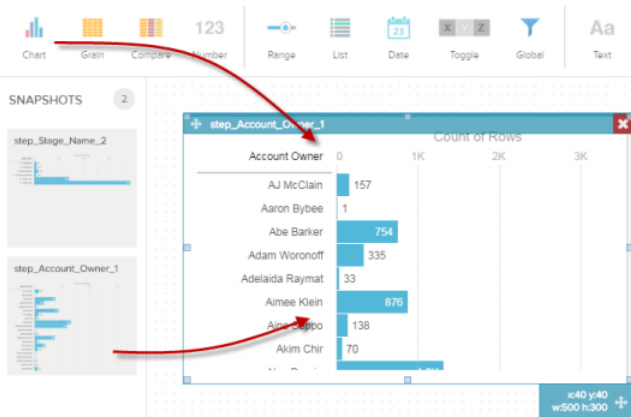 123
23
X Y Z
Aa
Chart
Grain
Compare
Number
Range
List
Date
Toggle
Global
Text
SNAPSHOTS 2
step_Stage_Name_2
step_Account_Owner_1
step_Account_Owner_1
Count of Rows
Account Owner 0 1K 2K 3K
AJ McClain 157
Aaron Bybee 1
Abe Barker 754
Adam Woronoff 335
Adelaida Raymat 33
Aimee Klein 876
138
Akim Chir 70
x:40 y:40
w:500 h:300